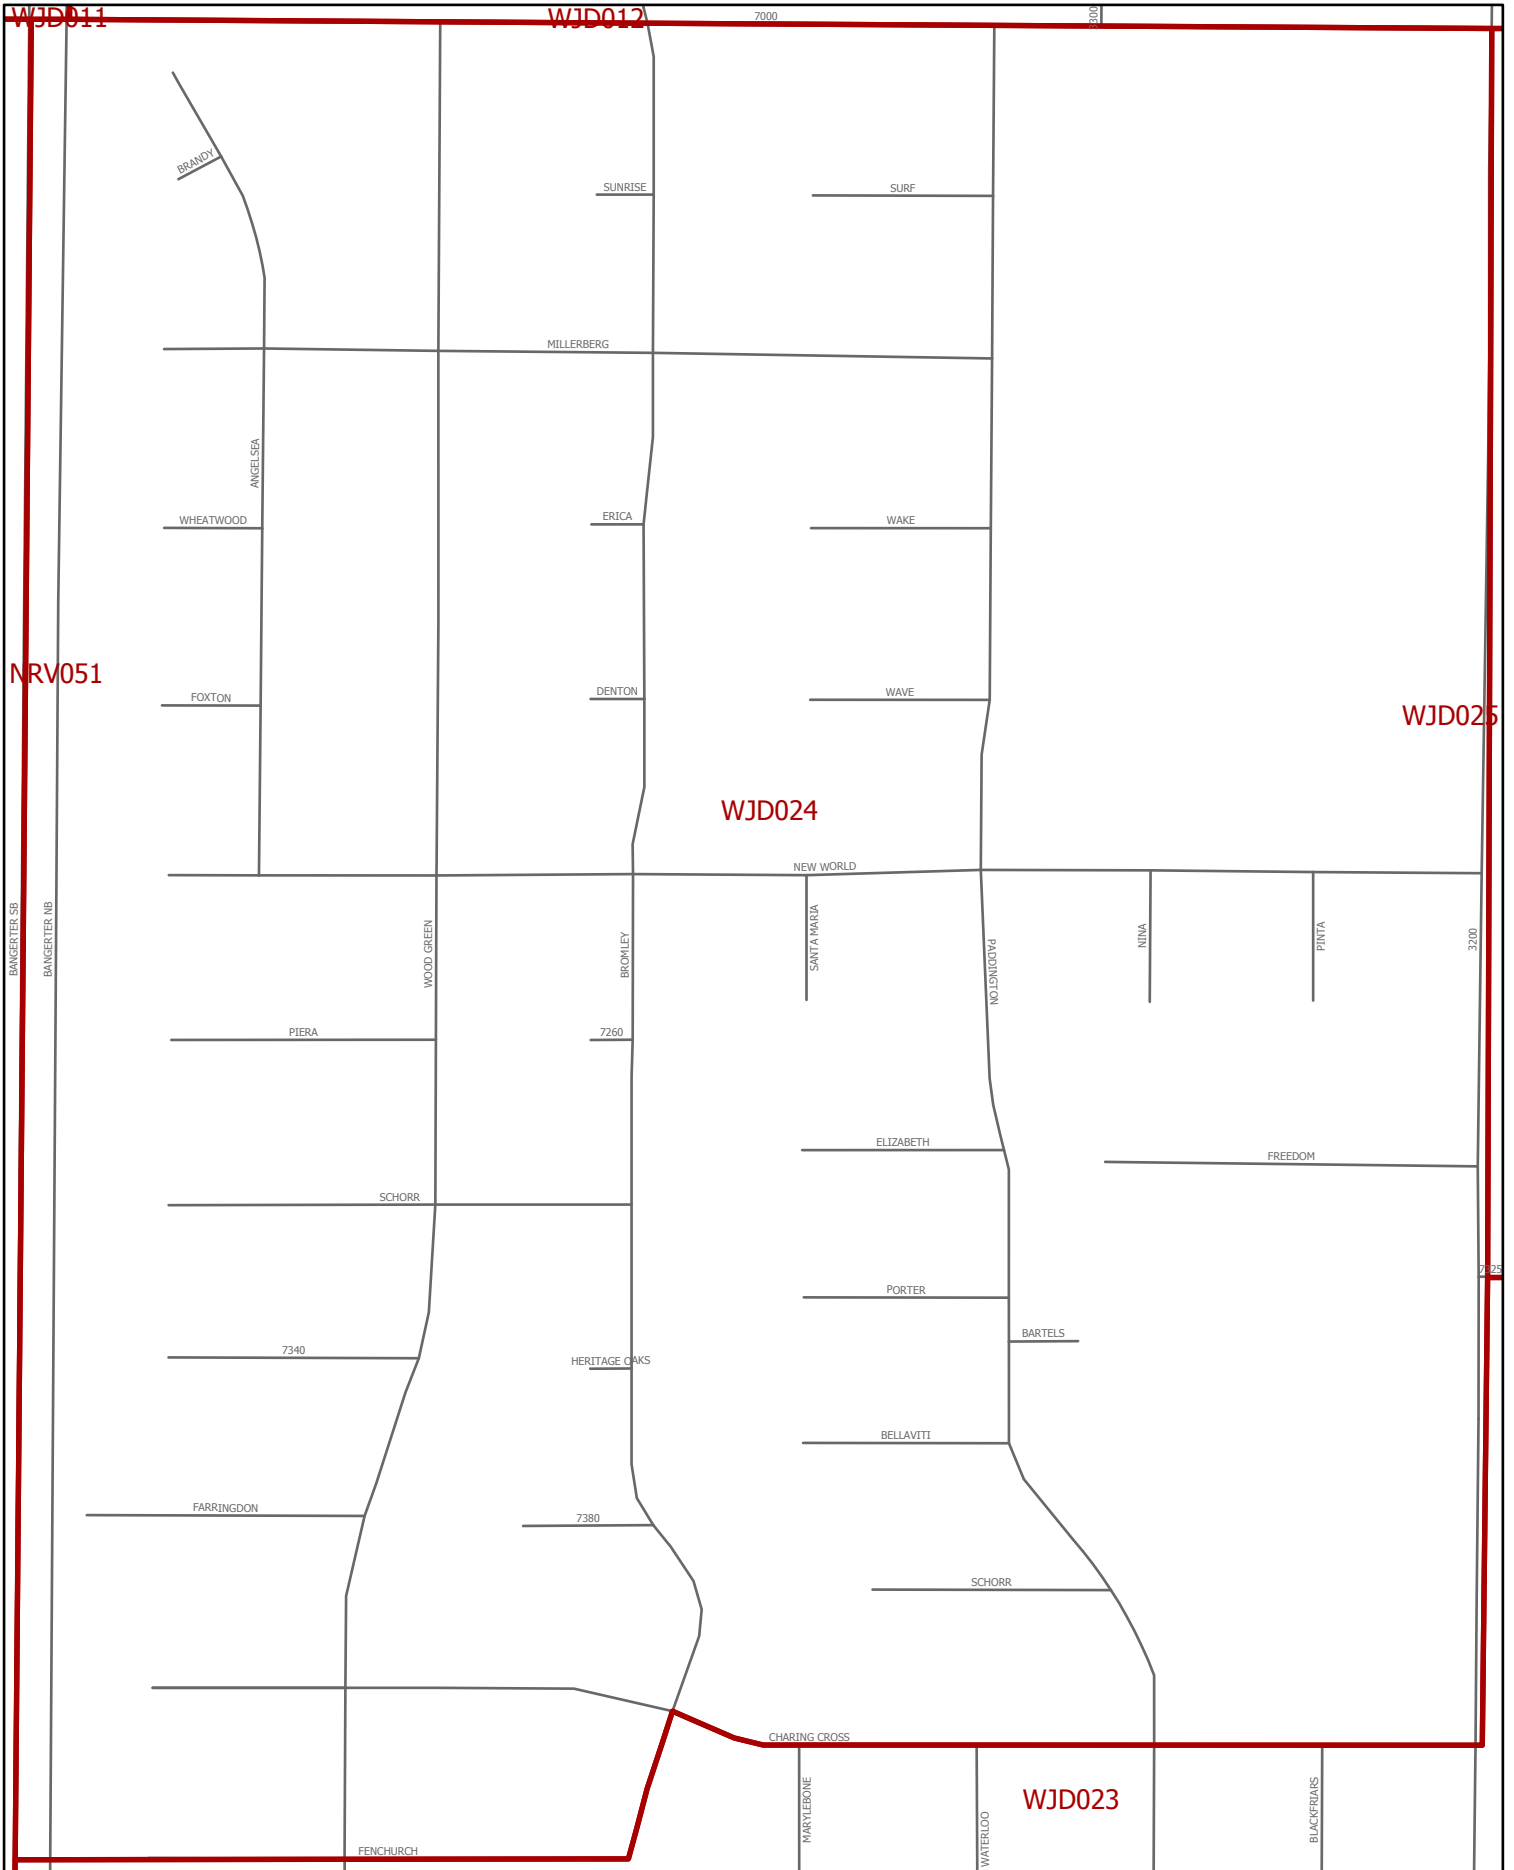 WJD011
WJD012
7000
3300
BRANDY
SUNRISE
SURF
MILLERBERG
ANGELSEA
WHEATWOOD
ERICA
WAKE
NRV051
FOXTON
DENTON
WAVE
WJD025
WJD024
NEW WORLD
BANGERTER SB
BANGERTER NB
WOOD GREEN
BROMLEY
SANTA MARIA
PADDINGTON
NINA
PINTA
3200
PIERA
7260
ELIZABETH
FREEDOM
SCHORR
7325
PORTER
BARTELS
7340
HERITAGE OAKS
BELLAVITI
FARRINGDON
7380
SCHORR
CHARING CROSS
MARYLEBONE
WATERLOO
WJD023
BLACKFRIARS
FENCHURCH